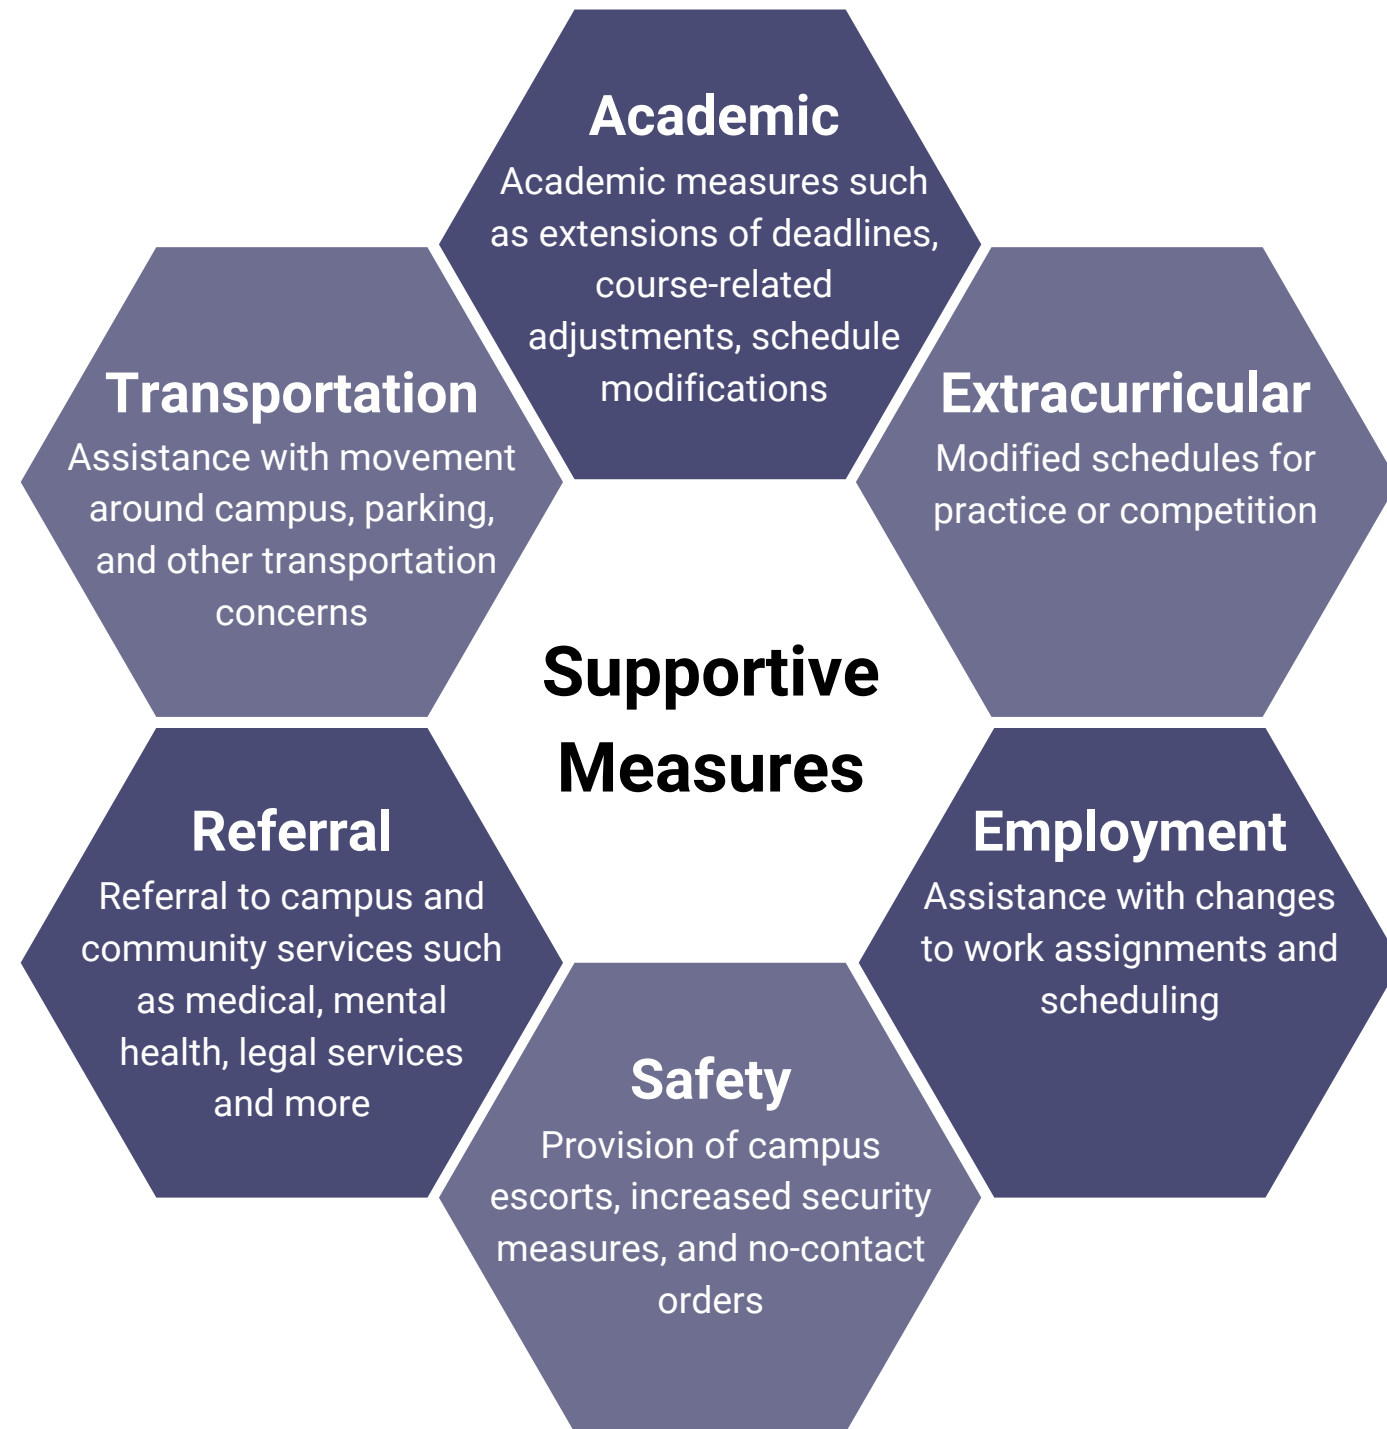 Academic
Academic measures such
as extensions of deadlines,
course-related
adjustments, schedule
modifications
Transportation
Assistance with movement
around campus, parking,
and other transportation
concerns
Extracurricular
Modified schedules for
practice or competition
Supportive
Measures
Referral
Referral to campus and
community services such
as medical, mental
health, legal services
and more
Employment
Assistance with changes
to work assignments and
scheduling
Safety
Provision of campus
escorts, increased security
measures, and no-contact
orders